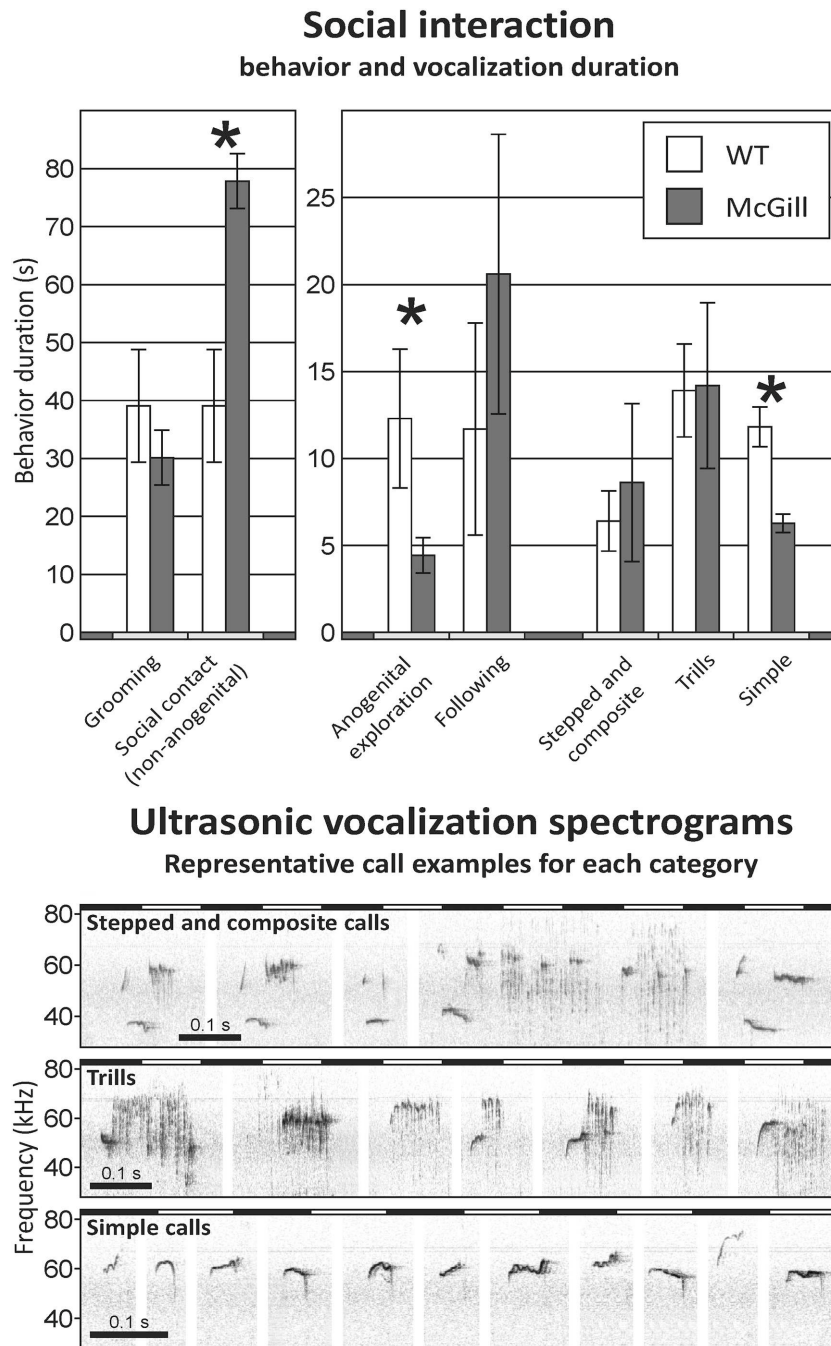 Social interaction
behavior and vocalization duration
*
*
*
WT
McGill
Behavior duration (s)
80
70
60
50
40
30
20
10
0
25
20
15
10
5
0
Grooming
Social contact
(non-anogenital)
Anogenital
exploration
Following
Stepped and
composite
Trills
Simple
Ultrasonic vocalization spectrograms
Representative call examples for each category
Frequency (kHz)
80
60
40
Stepped and composite calls
0.1 s
80
60
40
Trills
0.1 s
80
60
40
Simple calls
0.1 s